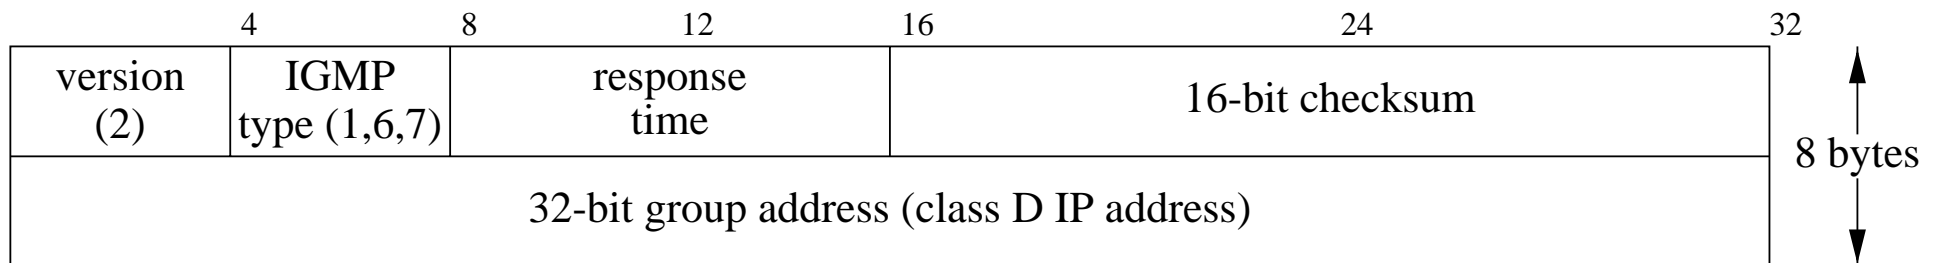 4 8 12 16 24 32
version IGMP response
(2) type (1,6,7) time
16-bit checksum
8 bytes
32-bit group address (class D IP address)